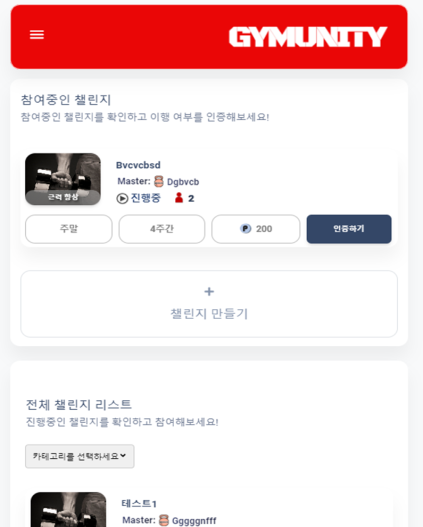 GYMUNITY
참여중인 챌린지
참여중인 챌린지를 확인하고 이행 여부를 인증해보세요!
근력 향상
Bvcvcbsd
Master: Dgbvcb
진행중 2
주말
4주간
P 200
인증하기
+
챌린지 만들기
전체 챌린지 리스트
진행중인 챌린지를 확인하고 참여해보세요!
카테고리를 선택하세요
테스트1
Master: Gggggnfff